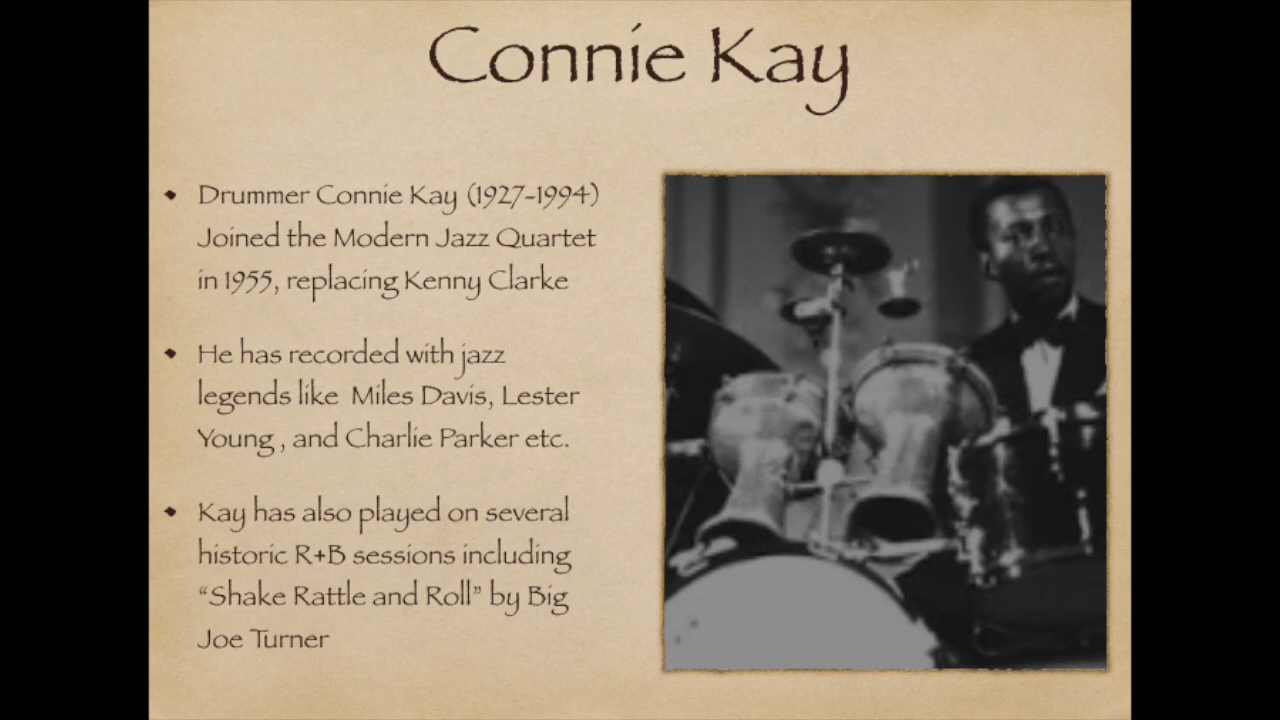 Connie Kay
• Drummer Connie Kay (1927-1994)
Joined the Modern Jazz Quartet
in 1955, replacing Kenny Clarke
• He has recorded with jazz
legends like Miles Davis, Lester
Young , and Charlie Parker etc.
• Kay has also played on several
historic R+B sessions including
“Shake Rattle and Roll” by Big
Joe Turner